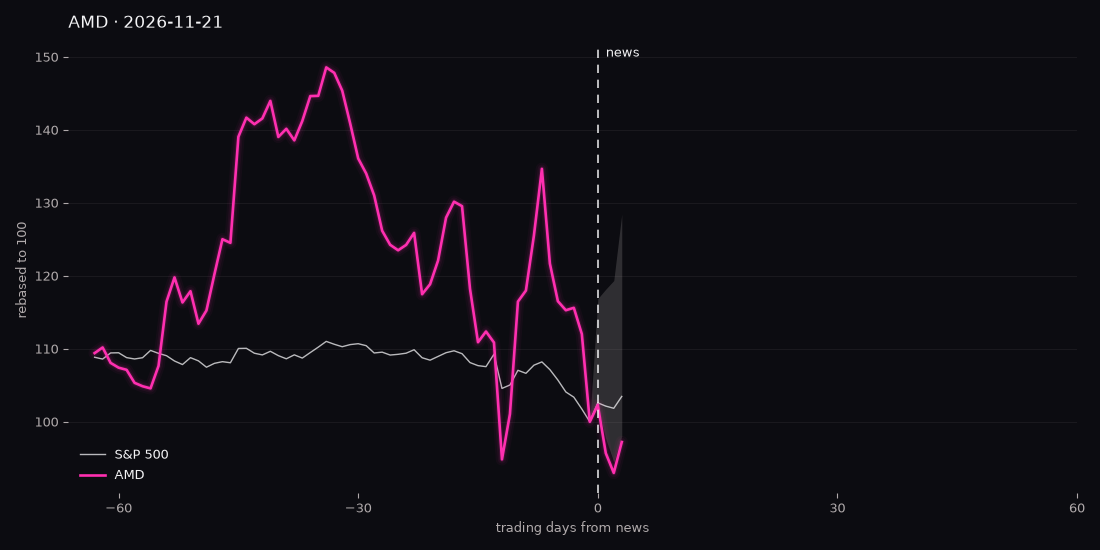 AMD · 2026-11-21
news
150
140
130
120
110
100
rebased to 100
S&P 500
AMD
−60
−30
0
30
60
trading days from news